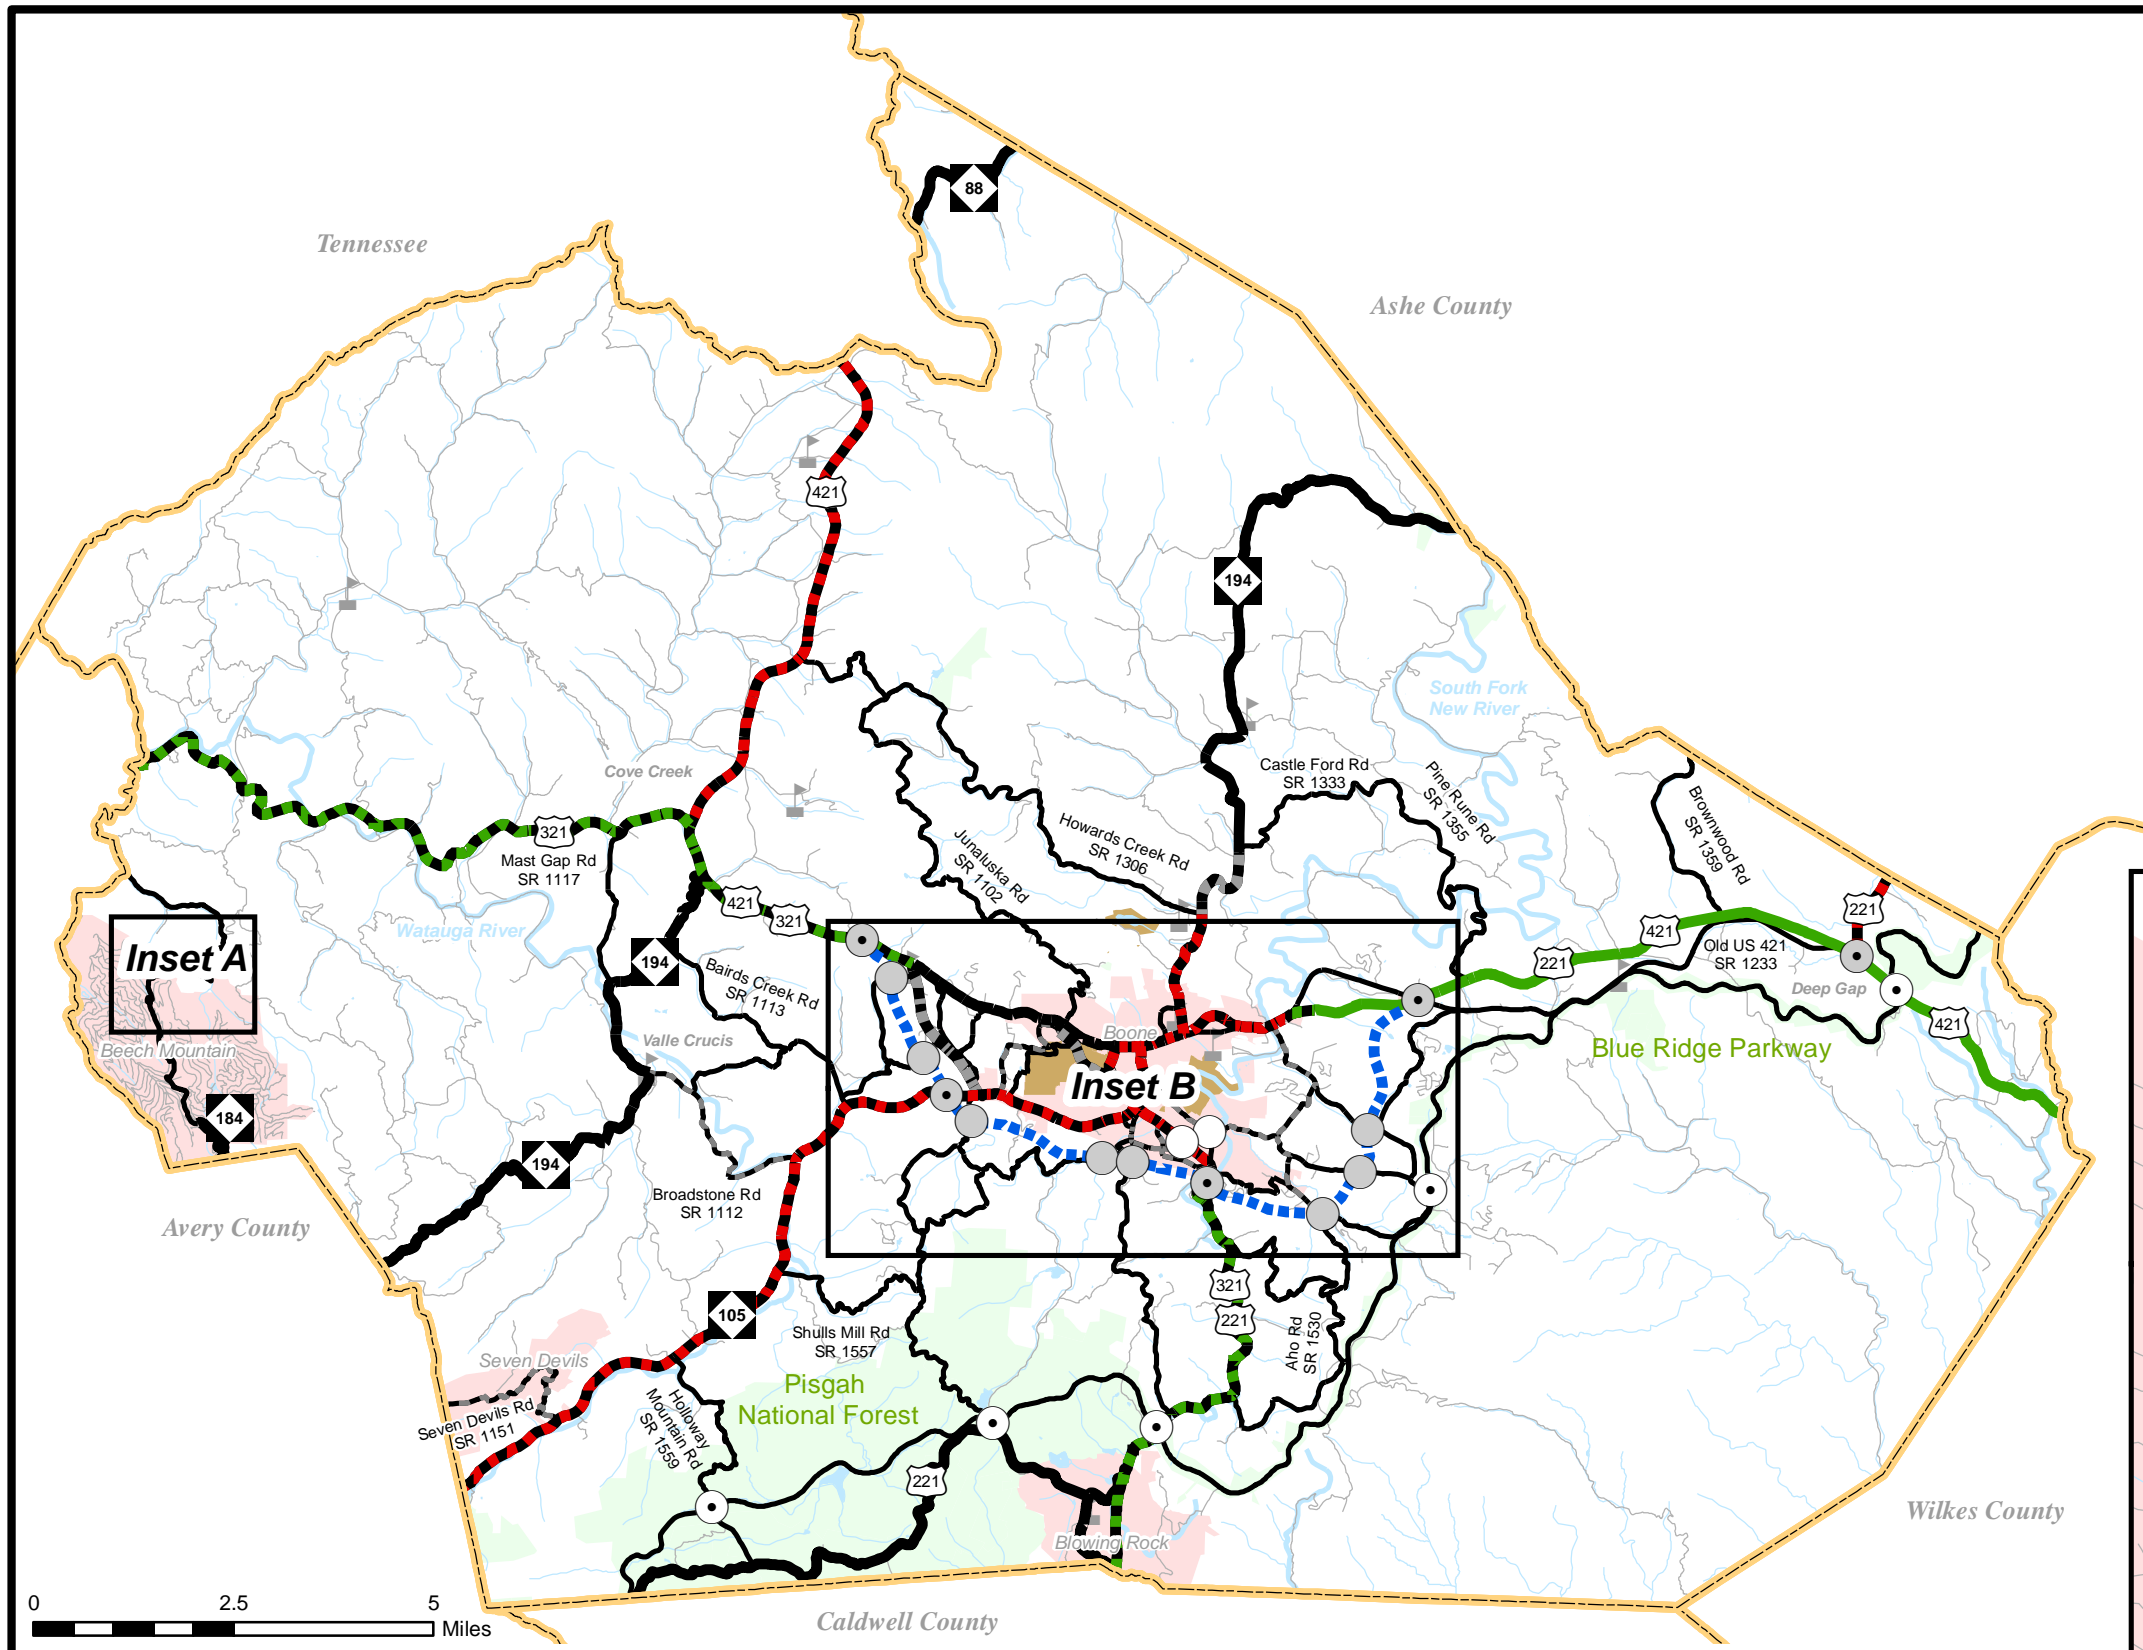 88
Tennessee
Ashe County
421
194
South Fork
New River
Cove Creek
Castle Ford Rd
SR 1333
Pine Rune Rd
SR 1355
Brownwood Rd
SR 1359
321
Mast Gap Rd
SR 1117
Howards Creek Rd
SR 1306
Junaluska Rd
SR 1102
421
321
221
421
221
Old US 421
SR 1233
Watauga River
Inset A
194
Bairds Creek Rd
SR 1113
Deep Gap
421
Valle Crucis
Boone
Beech Mountain
Blue Ridge Parkway
Inset B
184
194
Broadstone Rd
SR 1112
Avery County
105
321
221
Shulls Mill Rd
SR 1557
Aho Rd
SR 1530
Seven Devils
Pisgah
National Forest
Seven Devils Rd
SR 1151
Holloway
Mountain Rd
SR 1559
221
Wilkes County
Blowing Rock
0 2.5 5
Miles
Caldwell County